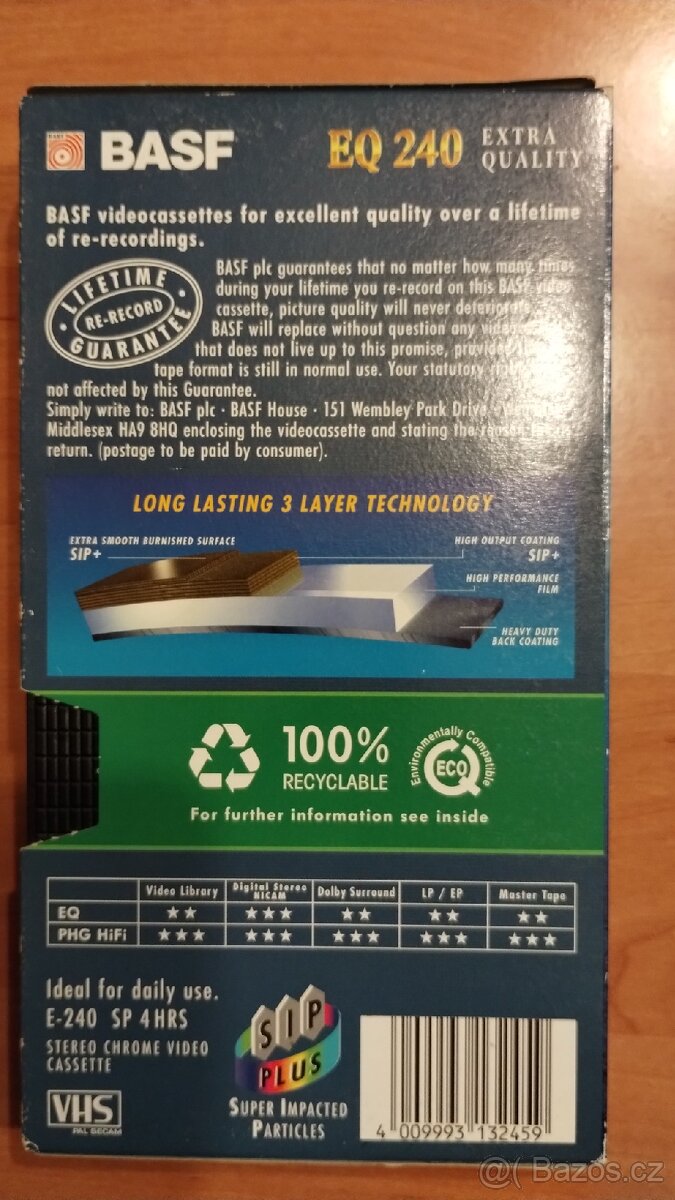 BASF EQ 240 EXTRA QUALITY
BASF videocassettes for excellent quality over a lifetime
of re-recordings.
LIFETIME
RE-RECORD
GUARANTEE
BASF plc guarantees that no matter how many times
during your lifetime you re-record on this BASF video
cassette, picture quality will never deteriorate
BASF will replace without question any
that does not live up to this promise,
tape format is still in normal use. Your statutory
not affected by this Guarantee.
Simply write to: BASF plc · BASF House · 151 Wembley Park Drive
Middlesex HA9 8HQ enclosing the videocassette and stating the reason
return. (postage to be paid by consumer).
LONG LASTING 3 LAYER TECHNOLOGY
EXTRA SMOOTH BURNISHED SURFACE
SIP+
HIGH OUTPUT COATING
SIP+
HIGH PERFORMANCE
FILM
HEAVY DUTY
BACK COATING
100%
RECYCLABLE
Environmentally Compatible
ECO
For further information see inside
Video Library Digital Stereo NICAM Dolby Surround LP / EP Master Tape
EQ ★★ ★★★ ★★ ★★ ★★
PHG HiFi ★★★ ★★★ ★★★ ★★★ ★★★
Ideal for daily use.
E-240 SP 4 HRS
STEREO CHROME VIDEO
CASSETTE
VHS
PAL SECAM
SIP
PLUS
SUPER IMPACTED
PARTICLES
4 009993 132459
@( Bazos.cz